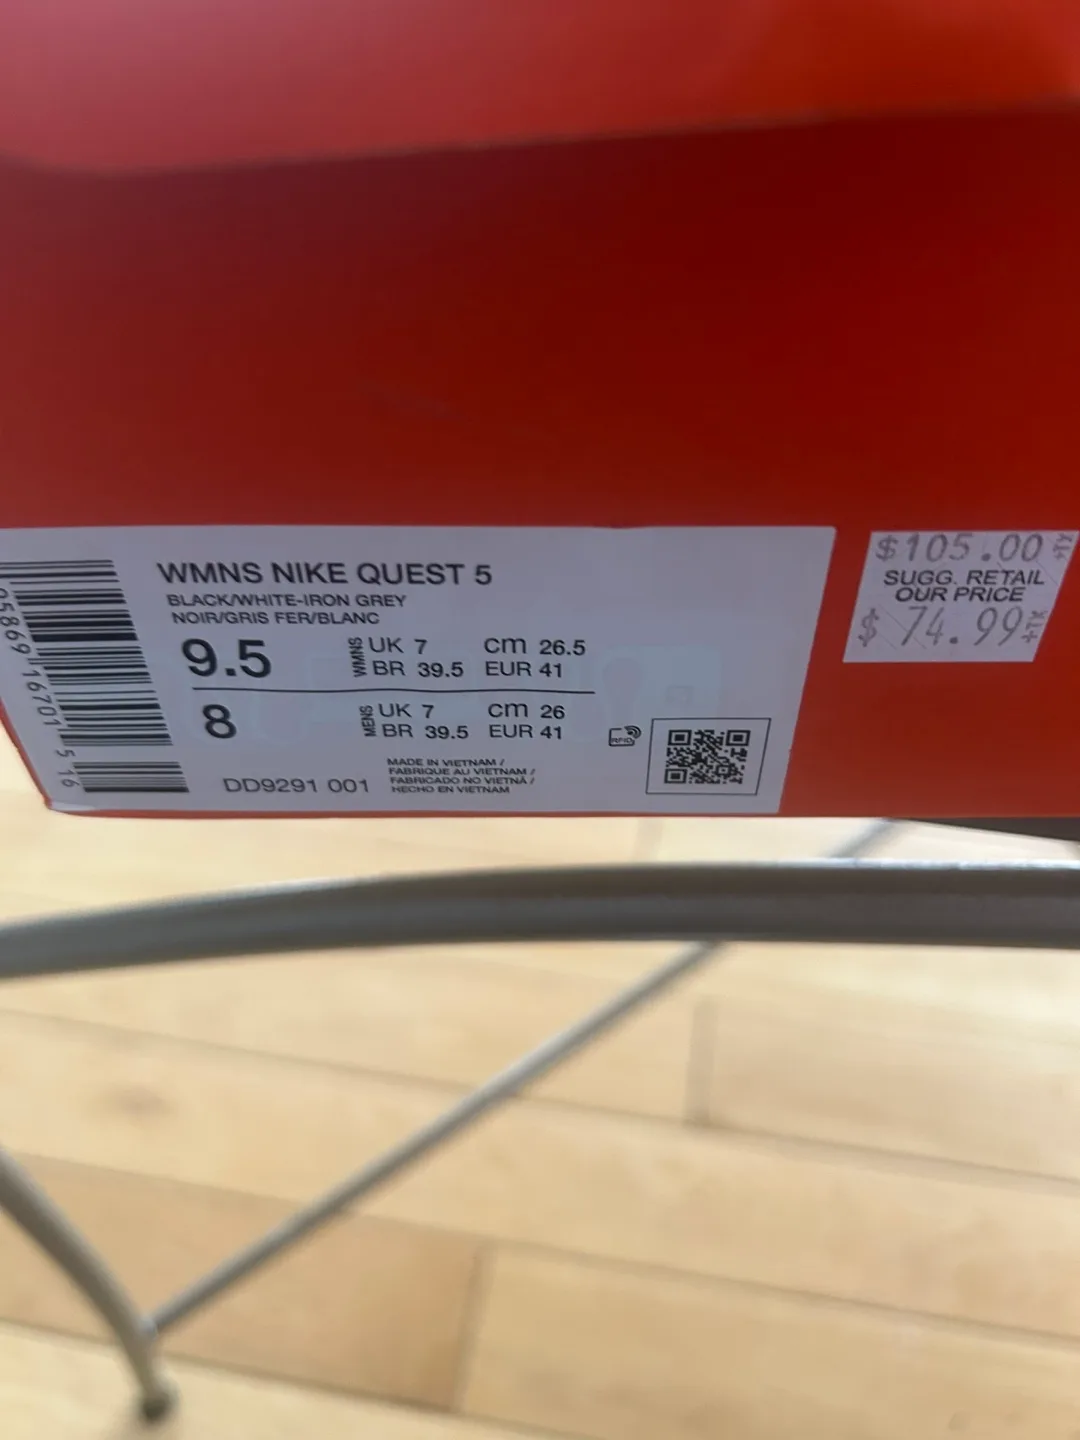 WMNS NIKE QUEST 5
BLACK/WHITE-IRON GREY
NOIR/GRIS FER/BLANC
9.5 WMNS UK 7 cm 26.5
BR 39.5 EUR 41
8 MENS UK 7 cm 26
BR 39.5 EUR 41
DD9291 001
MADE IN VIETNAM /
FABRIQUE AU VIETNAM /
FABRICADO NO VIETNÃ /
HECHO EN VIETNAM
RFID
$105.00
SUGG. RETAIL
OUR PRICE
$ 74.99